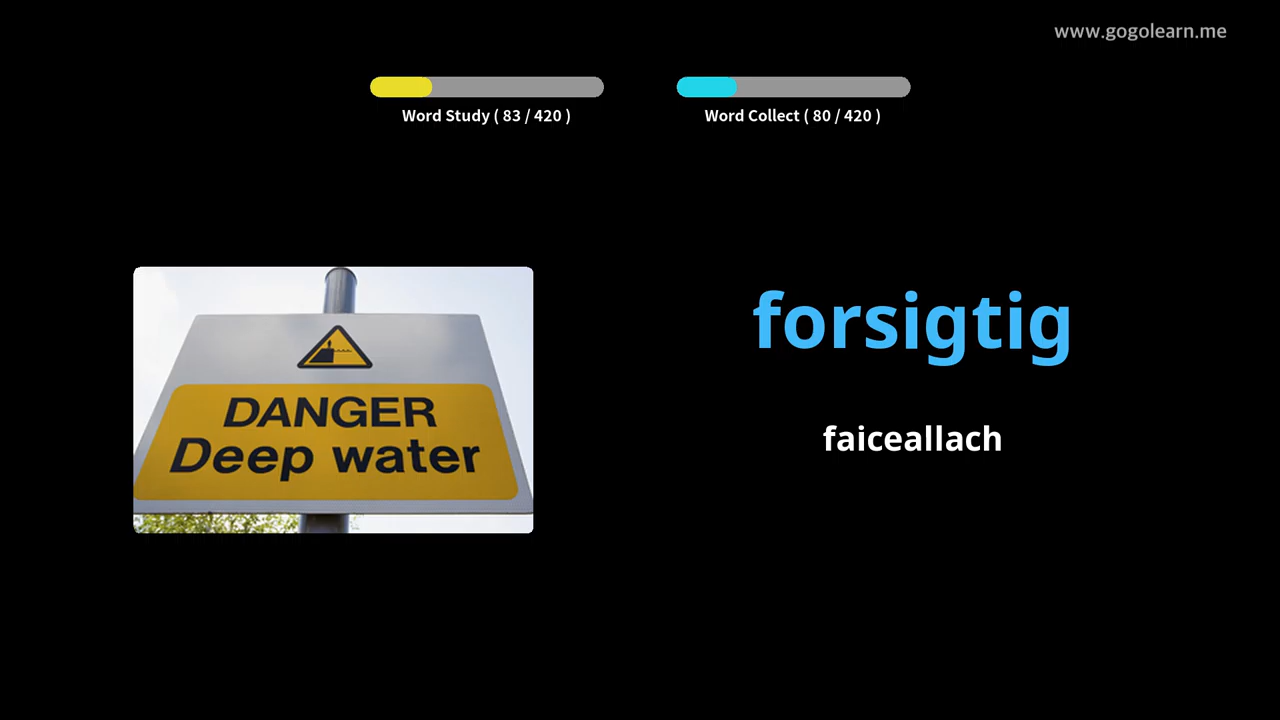 www.gogolearn.me
Word Study ( 83 / 420 )
Word Collect ( 80 / 420 )
DANGER
Deep water
forsigtig
faiceallach